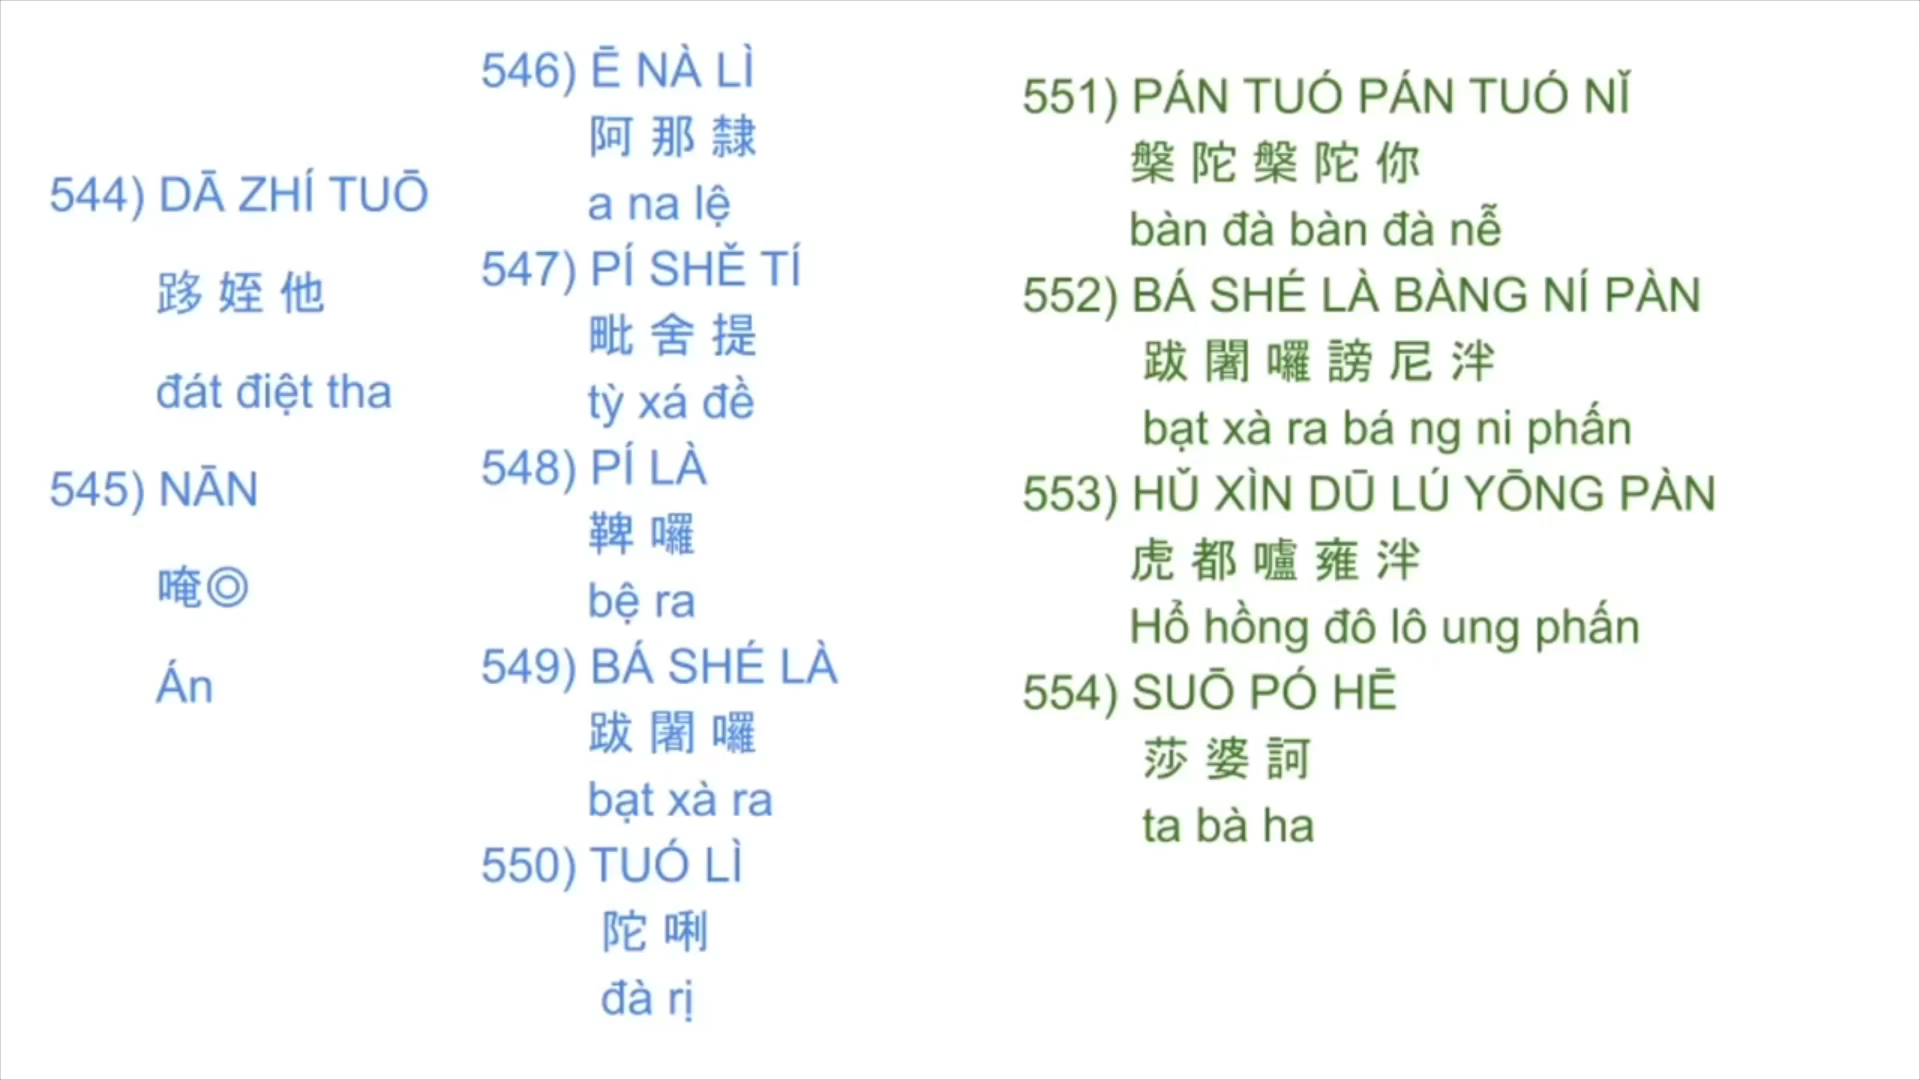 544) DĀ ZHÍ TUŌ
跢 姪 他
đát điệt tha
545) NĀN
唵◎
Án
546) Ē NÀ LÌ
阿 那 隸
a na lệ
547) PÍ SHĚ TÍ
毗 舍 提
tỳ xá đề
548) PÍ LÀ
鞞 囉
bệ ra
549) BÁ SHÉ LÀ
跋 闍 囉
bạt xà ra
550) TUÓ LÌ
陀 唎
đà rị
551) PÁN TUÓ PÁN TUÓ NǏ
槃 陀 槃 陀 你
bàn đà bàn đà nễ
552) BÁ SHÉ LÀ BÀNG NÍ PÀN
跋 闍 囉 謗 尼 泮
bạt xà ra bá ng ni phấn
553) HǓ XÌN DŪ LÚ YŌNG PÀN
虎 都 嚧 雍 泮
Hổ hồng đô lô ung phấn
554) SUŌ PÓ HĒ
莎 婆 訶
ta bà ha